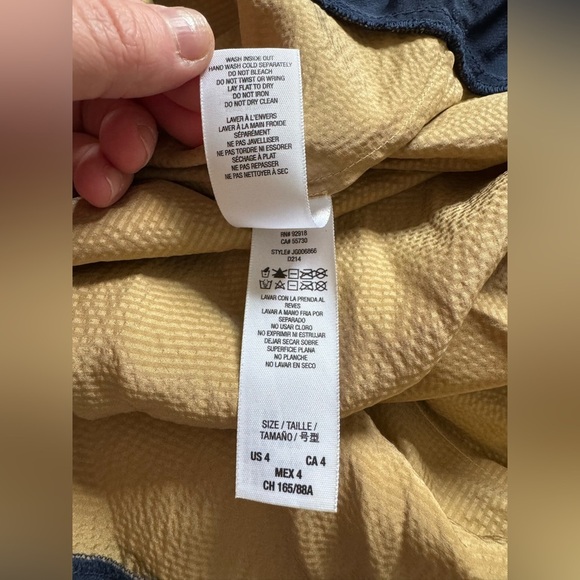 WASH INSIDE OUT
HAND WASH COLD SEPARATELY
DO NOT BLEACH
DO NOT TWIST OR WRING
LAY FLAT TO DRY
DO NOT IRON
DO NOT DRY CLEAN
LAVER À L'ENVERS
LAVER À LA MAIN FROIDE
SÉPARÉMENT
NE PAS JAVELLISER
NE PAS TORDRE NI ESSORER
SÉCHAGE À PLAT
NE PAS REPASSER
NE PAS NETTOYER À SEC
RN# 92918
CA# 55730
STYLE# JG006866
D214
LAVAR CON LA PRENDA AL
REVES
LAVAR A MANO FRIA POR
SEPARADO
NO USAR CLORO
NO EXPRIMIR NI ESTRUJAR
DEJAR SECAR SOBRE
SUPERFICIE PLANA
NO PLANCHE
NO LAVAR EN SECO
SIZE / TAILLE /
TAMAÑO / 号型
US 4 CA 4
MEX 4
CH 165/88A